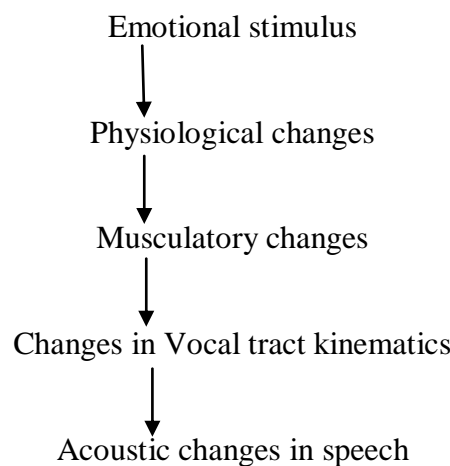 Emotional stimulus
Physiological changes
Musculatory changes
Changes in Vocal tract kinematics
Acoustic changes in speech